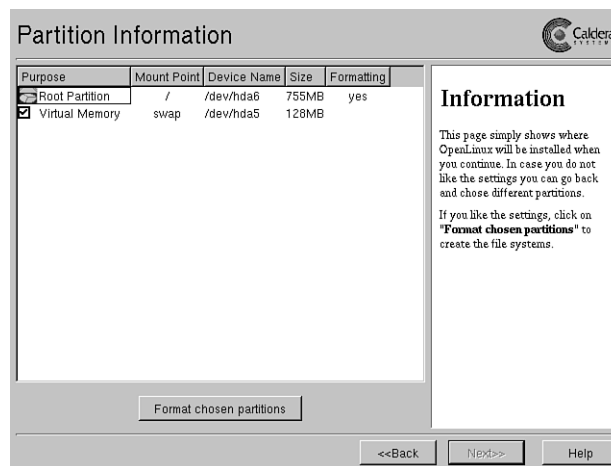 Partition Information
Caldera
SYSTEMS
Purpose Mount Point Device Name Size Formatting
Root Partition / /dev/hda6 755MB yes
Virtual Memory swap /dev/hda5 128MB
Information
This page simply shows where
OpenLinux will be installed when
you continue. In case you do not
like the settings you can go back
and chose different partitions.
If you like the settings, click on
"Format chosen partitions" to
create the file systems.
Format chosen partitions
<<Back Next>> Help